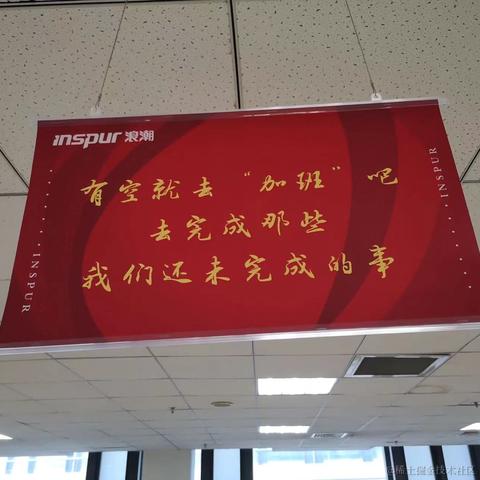 inspur 浪潮
有空就去“加班”吧
去完成那些
我们还未完成的事
INSPUR
INSPUR
@稀土掘金技术社区